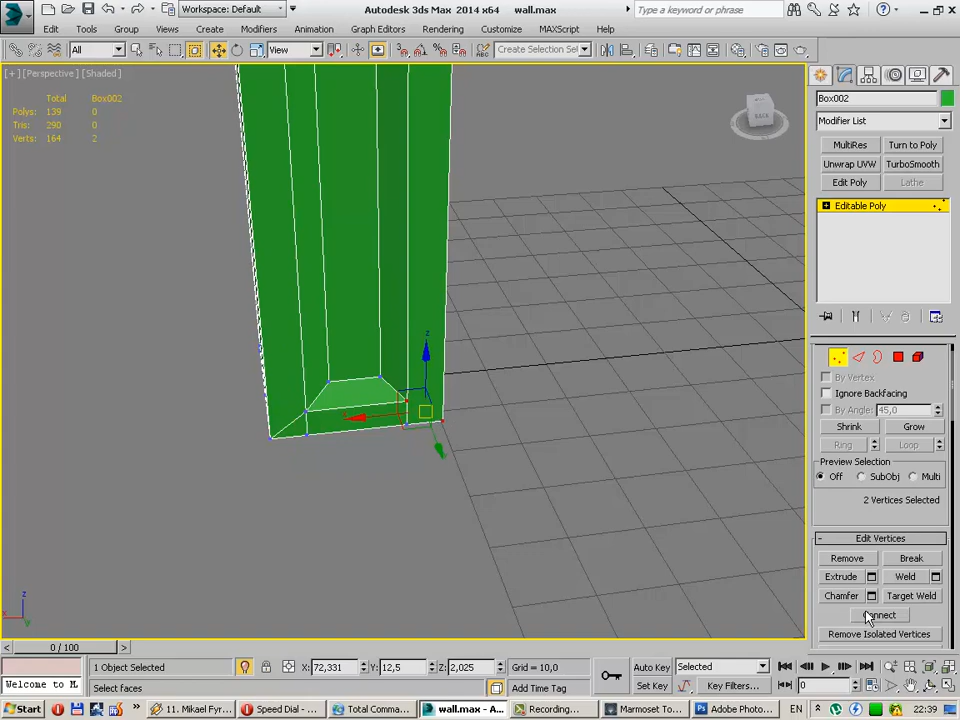 Workspace: Default
Autodesk 3ds Max 2014 x64
wall.max
Type a keyword or phrase
Edit
Tools
Group
Views
Create
Modifiers
Animation
Graph Editors
Rendering
Customize
MAXScript
Help
All
View
Create Selection Se
[+] [Perspective] [Shaded]
Total
Box002
Polys:
139
0
Tris:
290
0
Verts:
164
2
z
x
y
Box002
Modifier List
MultiRes
Turn to Poly
Unwrap UVW
TurboSmooth
Edit Poly
Lathe
Editable Poly
By Vertex
Ignore Backfacing
By Angle:
45,0
Shrink
Grow
Ring
Loop
Preview Selection
Off
SubObj
Multi
2 Vertices Selected
Edit Vertices
Remove
Break
Extrude
Weld
Chamfer
Target Weld
Connect
Remove Isolated Vertices
0 / 100
1 Object Selected
X: 72,331
Y: 12,5
Z: 2,025
Grid = 10,0
Auto Key
Selected
Welcome to M
Select faces
Add Time Tag
Set Key
Key Filters...
0
Start
11. Mikael Fyr...
Speed Dial - ...
Total Comma...
wall.max - A...
Recording...
Marmoset To...
Adobe Photo...
EN
22:39